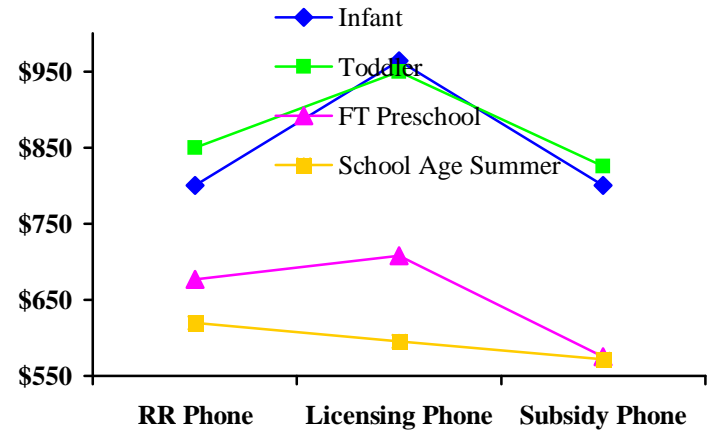 Infant
Toddler
FT Preschool
School Age Summer
$950
$850
$750
$650
$550
RR Phone
Licensing Phone
Subsidy Phone